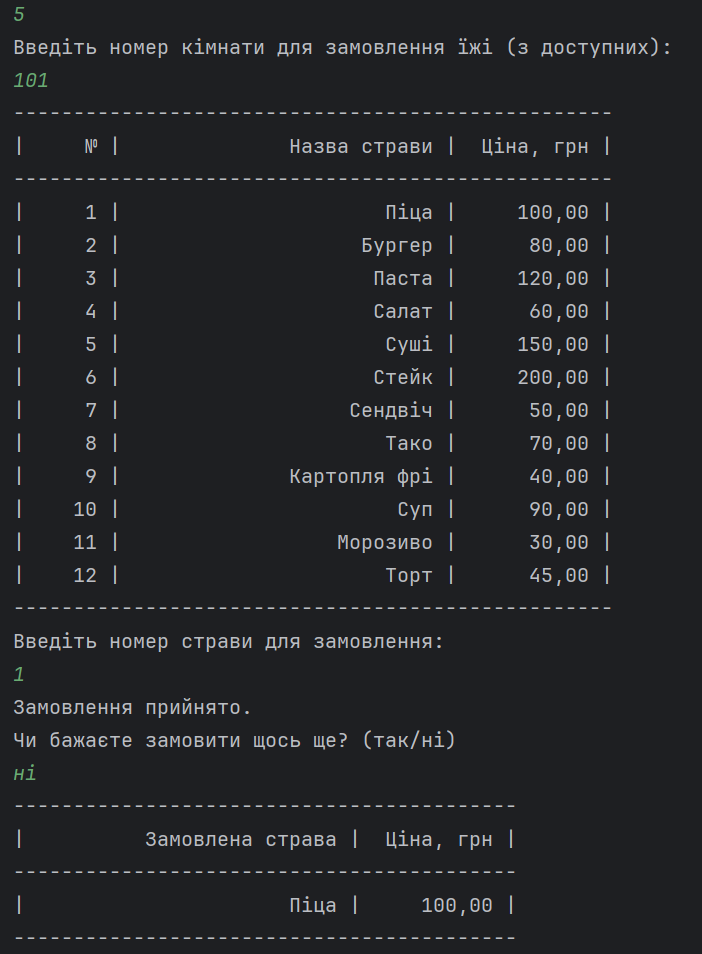 5
Введіть номер кімнати для замовлення їжі (з доступних):
101
--------------------------------------------------
|     № |              Назва страви |  Ціна, грн |
--------------------------------------------------
|     1 |                      Піца |     100,00 |
|     2 |                    Бургер |      80,00 |
|     3 |                     Паста |     120,00 |
|     4 |                     Салат |      60,00 |
|     5 |                      Суші |     150,00 |
|     6 |                     Стейк |     200,00 |
|     7 |                   Сендвіч |      50,00 |
|     8 |                      Тако |      70,00 |
|     9 |              Картопля фрі |      40,00 |
|    10 |                       Суп |      90,00 |
|    11 |                  Морозиво |      30,00 |
|    12 |                      Торт |      45,00 |
--------------------------------------------------
Введіть номер страви для замовлення:
1
Замовлення прийнято.
Чи бажаєте замовити щось ще? (так/ні)
ні
------------------------------------------
|          Замовлена страва |  Ціна, грн |
------------------------------------------
|                      Піца |     100,00 |
------------------------------------------